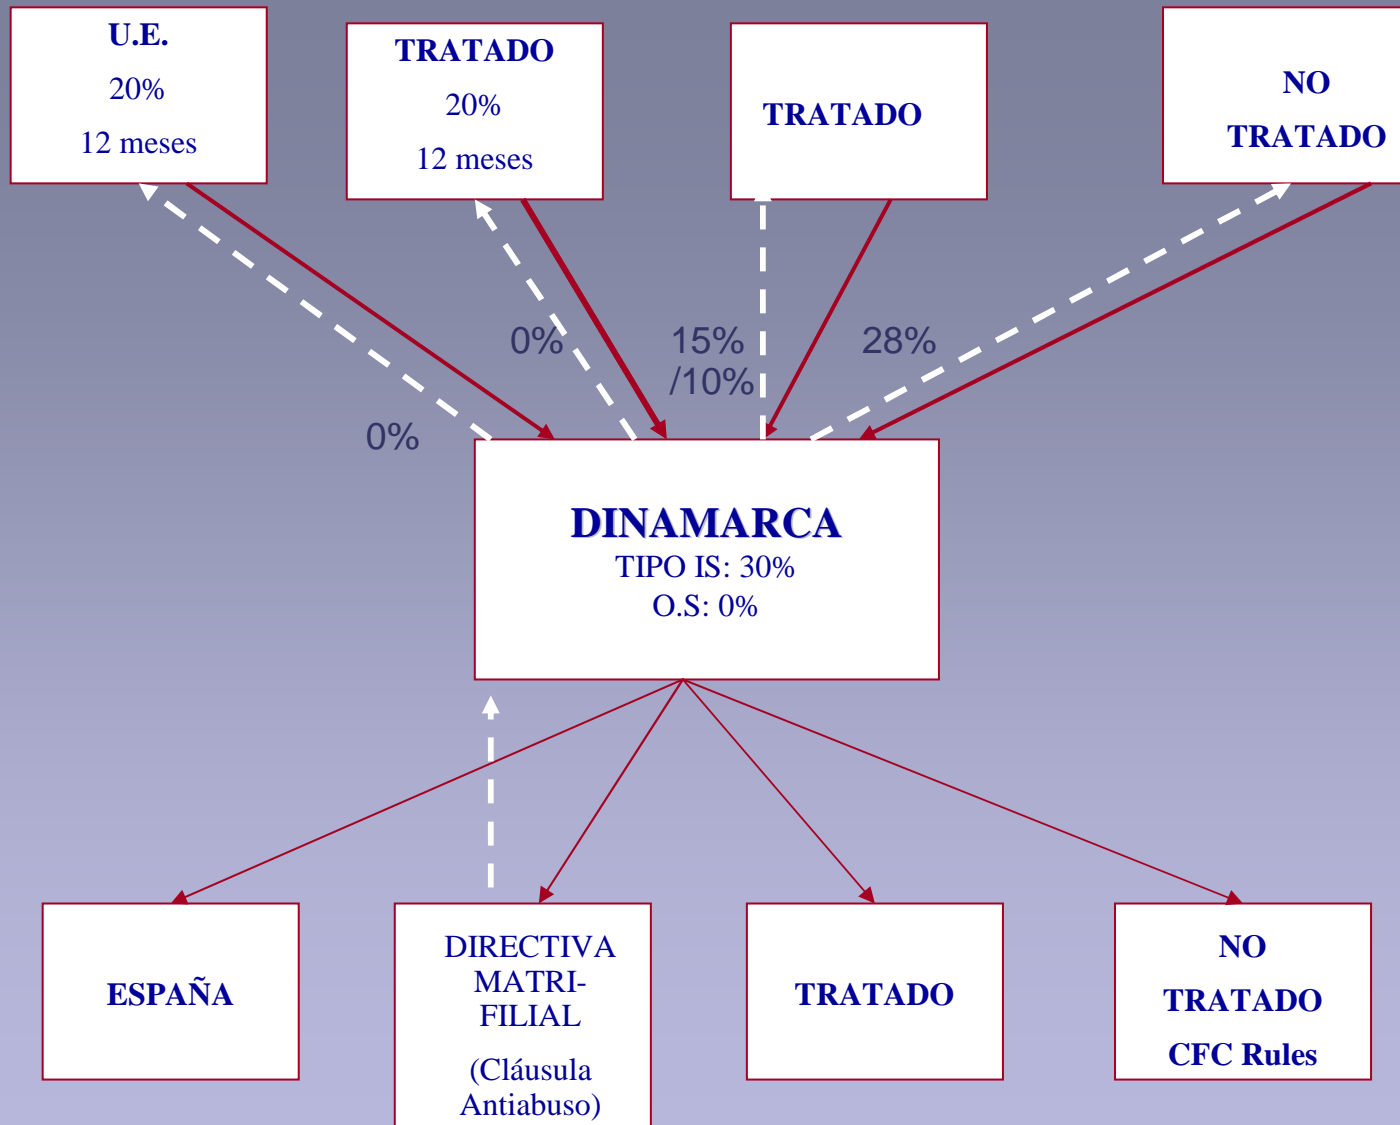 U.E.
20%
12 meses
TRATADO
20%
12 meses
TRATADO
NO
TRATADO
0%
0%
15%
/10%
28%
DINAMARCA
TIPO IS: 30%
O.S: 0%
ESPAÑA
DIRECTIVA
MATRI-
FILIAL
(Cláusula
Antiabuso)
TRATADO
NO
TRATADO
CFC Rules